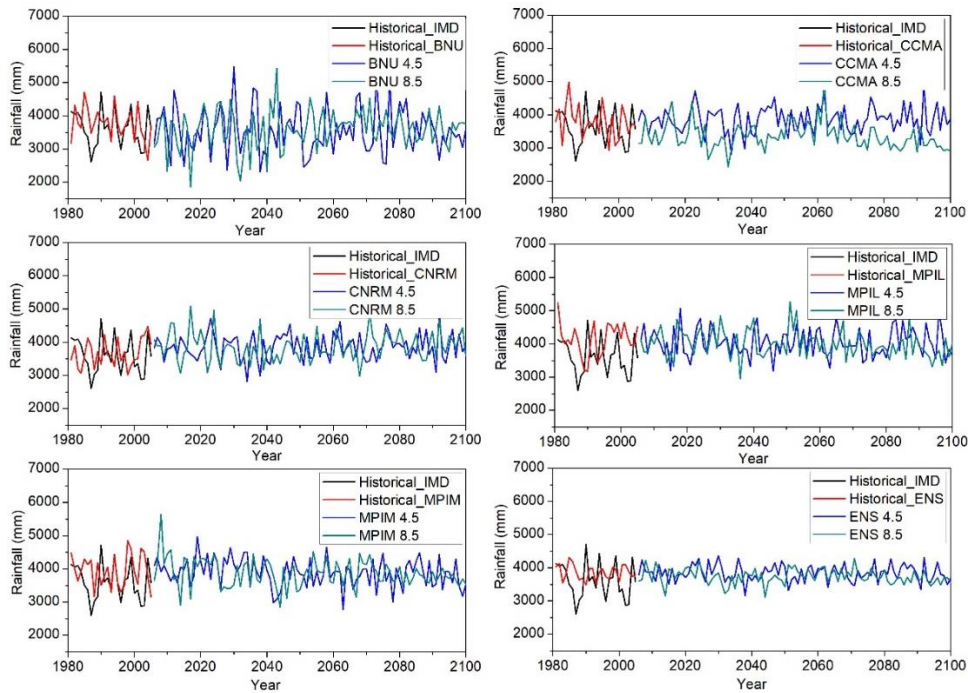 7000
6000
5000
4000
3000
2000
Rainfall (mm)
Historical_IMD
Historical_BNU
BNU 4.5
BNU 8.5
1980 2000 2020 2040 2060 2080 2100
Year
7000
6000
5000
4000
3000
2000
Rainfall (mm)
Historical_IMD
Historical_CCMA
CCMA 4.5
CCMA 8.5
1980 2000 2020 2040 2060 2080 2100
Year
7000
6000
5000
4000
3000
2000
Rainfall (mm)
Historical_IMD
Historical_CNRM
CNRM 4.5
CNRM 8.5
1980 2000 2020 2040 2060 2080 2100
Year
7000
6000
5000
4000
3000
2000
Rainfall (mm)
Historical_IMD
Historical_MPIL
MPIL 4.5
MPIL 8.5
1980 2000 2020 2040 2060 2080 2100
Year
7000
6000
5000
4000
3000
2000
Rainfall (mm)
Historical_IMD
Historical_MPIM
MPIM 4.5
MPIM 8.5
1980 2000 2020 2040 2060 2080 2100
Year
7000
6000
5000
4000
3000
2000
Rainfall (mm)
Historical_IMD
Historical_ENS
ENS 4.5
ENS 8.5
1980 2000 2020 2040 2060 2080 2100
Year